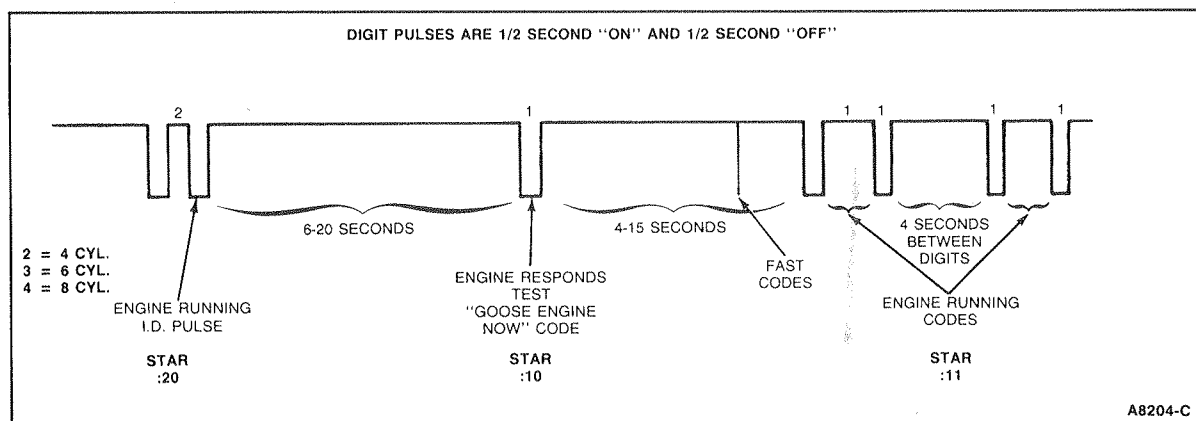 DIGIT PULSES ARE 1/2 SECOND "ON" AND 1/2 SECOND "OFF"
2
1
1
1
1
1
6-20 SECONDS
4-15 SECONDS
4 SECONDS
BETWEEN
DIGITS
2 = 4 CYL.
3 = 6 CYL.
4 = 8 CYL.
ENGINE RUNNING
I.D. PULSE
ENGINE RESPONDS
TEST
"GOOSE ENGINE
NOW" CODE
FAST
CODES
ENGINE RUNNING
CODES
STAR
:20
STAR
:10
STAR
:11
A8204-C